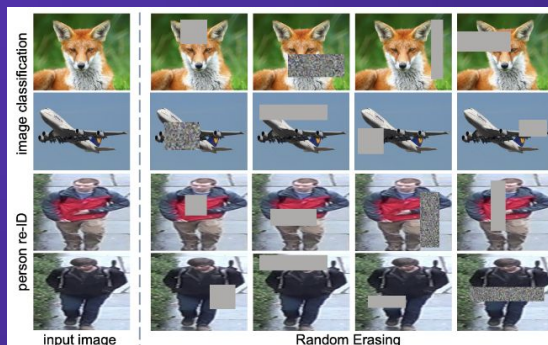 image classification
person re-ID
input image
Random Erasing